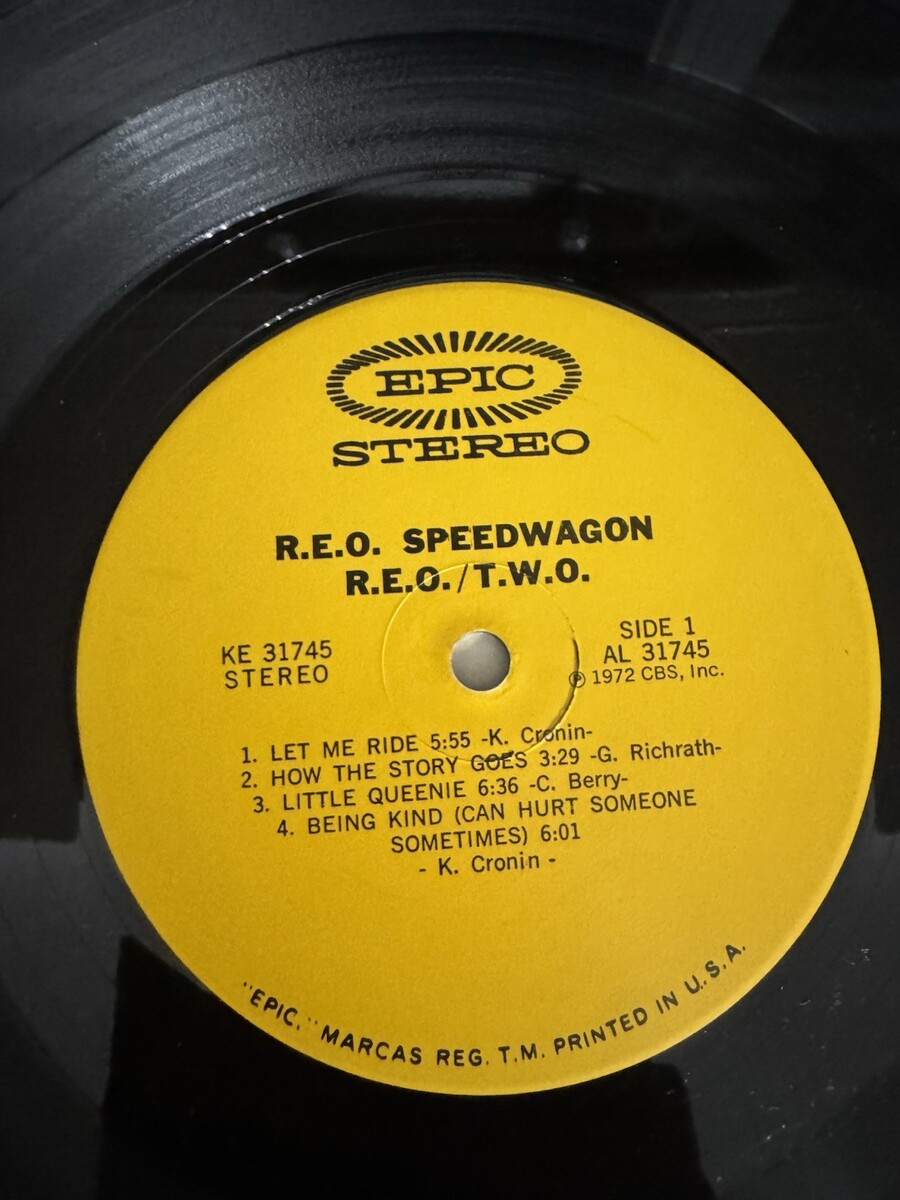 EPIC
STEREO
R.E.O. SPEEDWAGON
R.E.O./T.W.O.
KE 31745
STEREO
SIDE 1
AL 31745
℗ 1972 CBS, Inc.
1. LET ME RIDE 5:55 -K. Cronin-
2. HOW THE STORY GOES 3:29 -G. Richrath-
3. LITTLE QUEENIE 6:36 -C. Berry-
4. BEING KIND (CAN HURT SOMEONE
SOMETIMES) 6:01
- K. Cronin -
"EPIC," MARCAS REG. T.M. PRINTED IN U.S.A.